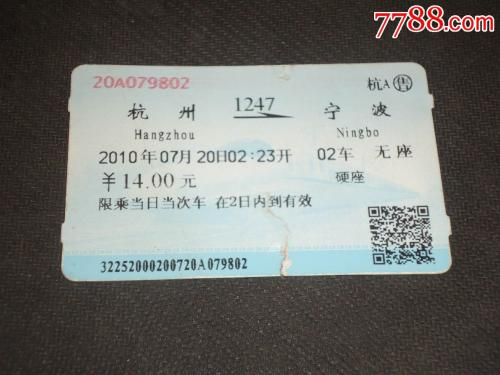 7788.com
20A079802 杭A 售
杭州 1247 宁波
Hangzhou Ningbo
2010年07月20日02:23开 02车 无座
￥14.00元 硬座
限乘当日当次车 在2日内到有效
32252000200720A079802